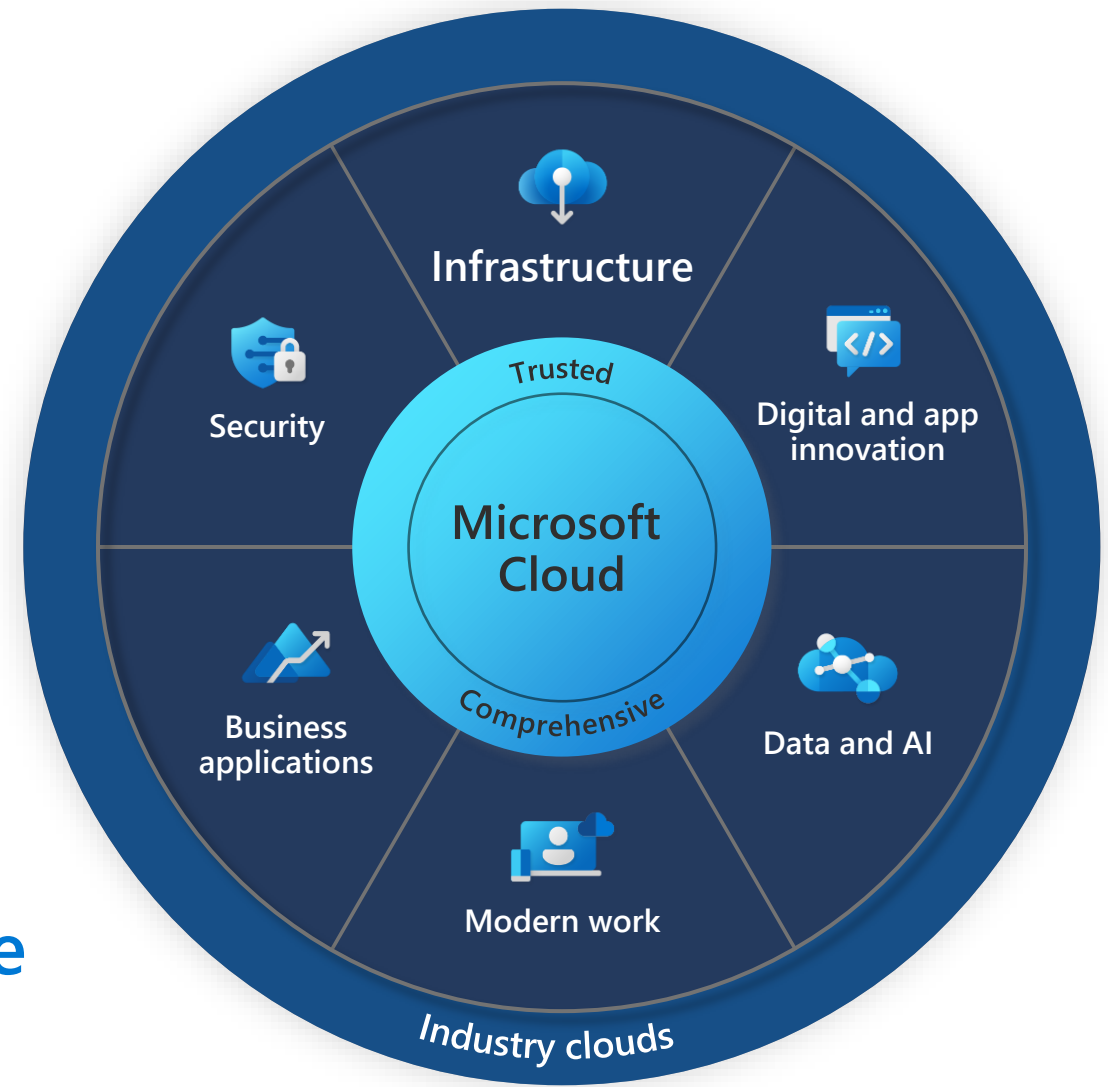 Infrastructure
Trusted
Security
Digital and app
innovation
Microsoft
Cloud
Comprehensive
Business
applications
Data and AI
Modern work
e
Industry clouds